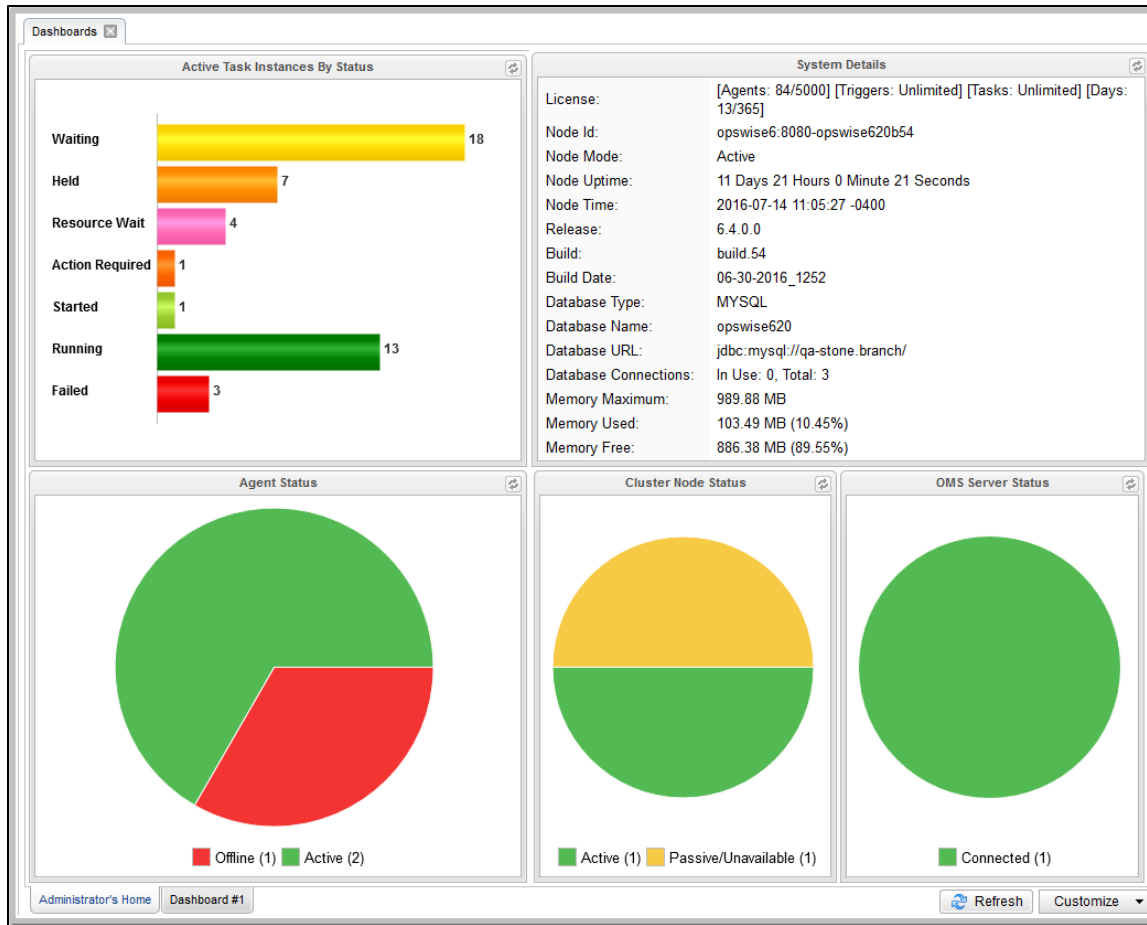 Dashboards
Active Task Instances By Status
Waiting 18
Held 7
Resource Wait 4
Action Required 1
Started 1
Running 13
Failed 3
System Details
License: [Agents: 84/5000] [Triggers: Unlimited] [Tasks: Unlimited] [Days:
13/365]
Node Id: opswise6:8080-opswise620b54
Node Mode: Active
Node Uptime: 11 Days 21 Hours 0 Minute 21 Seconds
Node Time: 2016-07-14 11:05:27 -0400
Release: 6.4.0.0
Build: build.54
Build Date: 06-30-2016_1252
Database Type: MYSQL
Database Name: opswise620
Database URL: jdbc:mysql://qa-stone.branch/
Database Connections: In Use: 0, Total: 3
Memory Maximum: 989.88 MB
Memory Used: 103.49 MB (10.45%)
Memory Free: 886.38 MB (89.55%)
Agent Status
Offline (1) Active (2)
Cluster Node Status
Active (1) Passive/Unavailable (1)
OMS Server Status
Connected (1)
Administrator's Home Dashboard #1 Refresh Customize